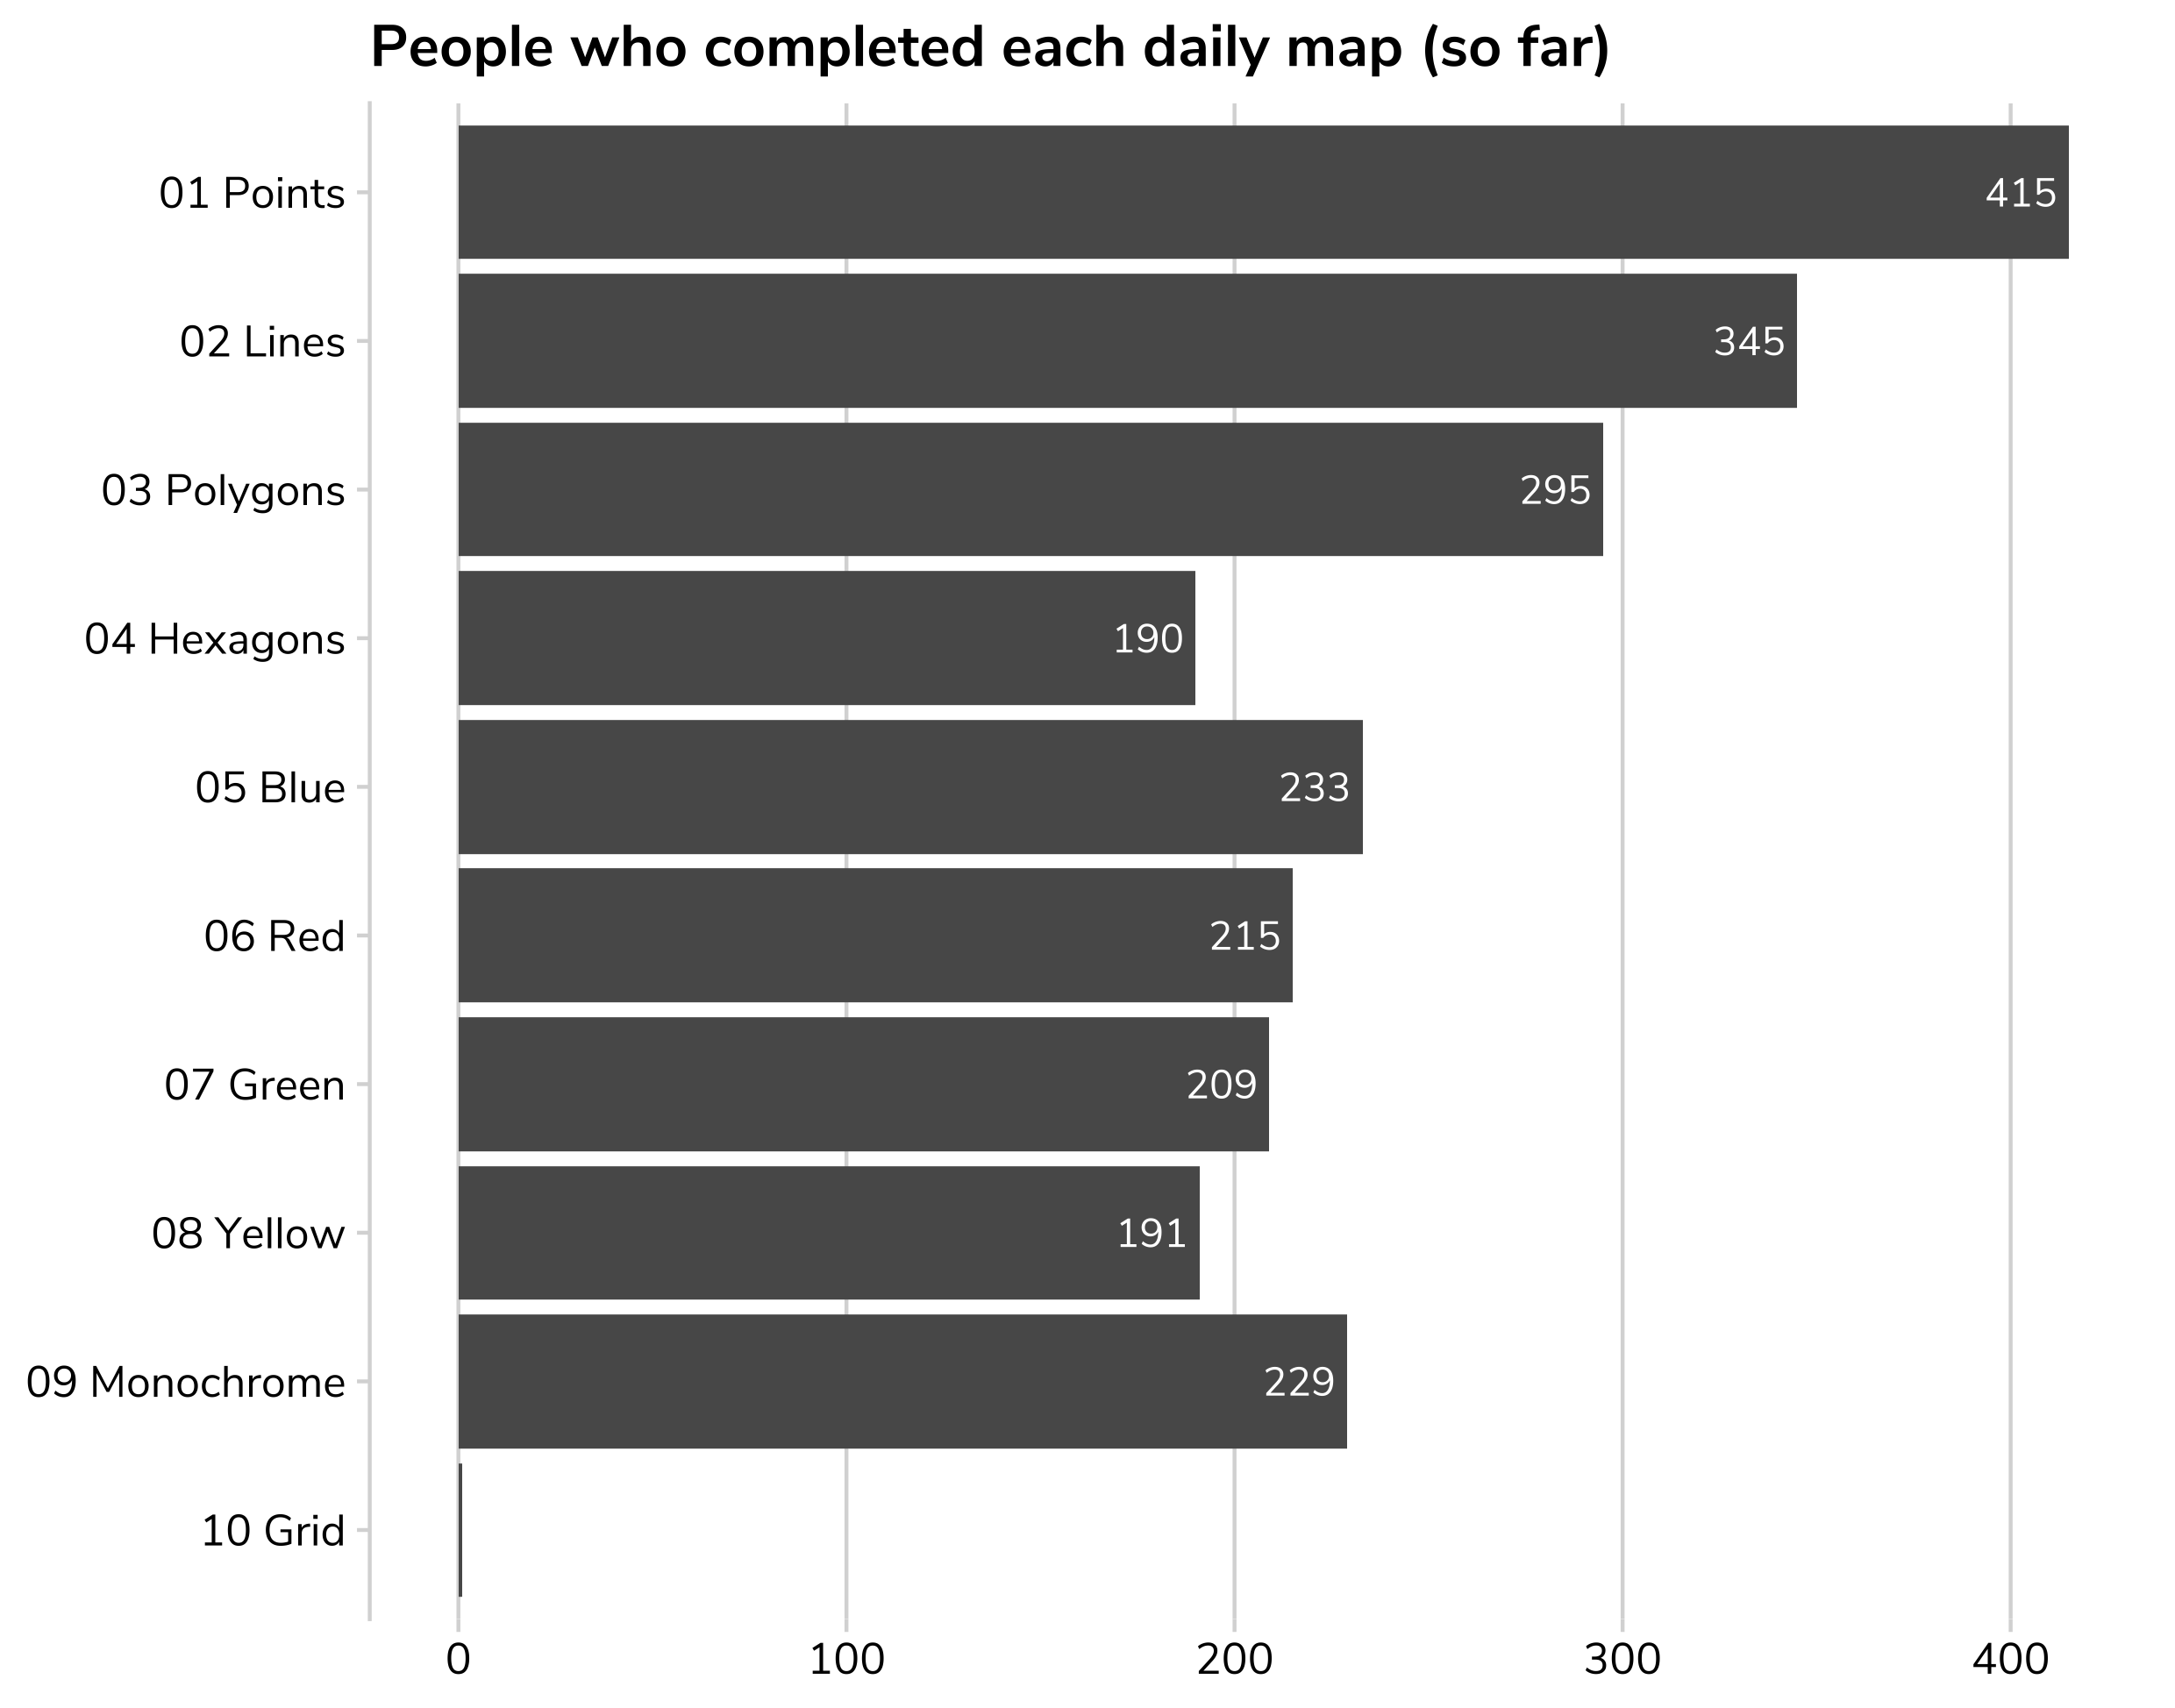 People who completed each daily map (so far)
01 Points 415
02 Lines 345
03 Polygons 295
04 Hexagons 190
05 Blue 233
06 Red 215
07 Green 209
08 Yellow 191
09 Monochrome 229
10 Grid
0 100 200 300 400